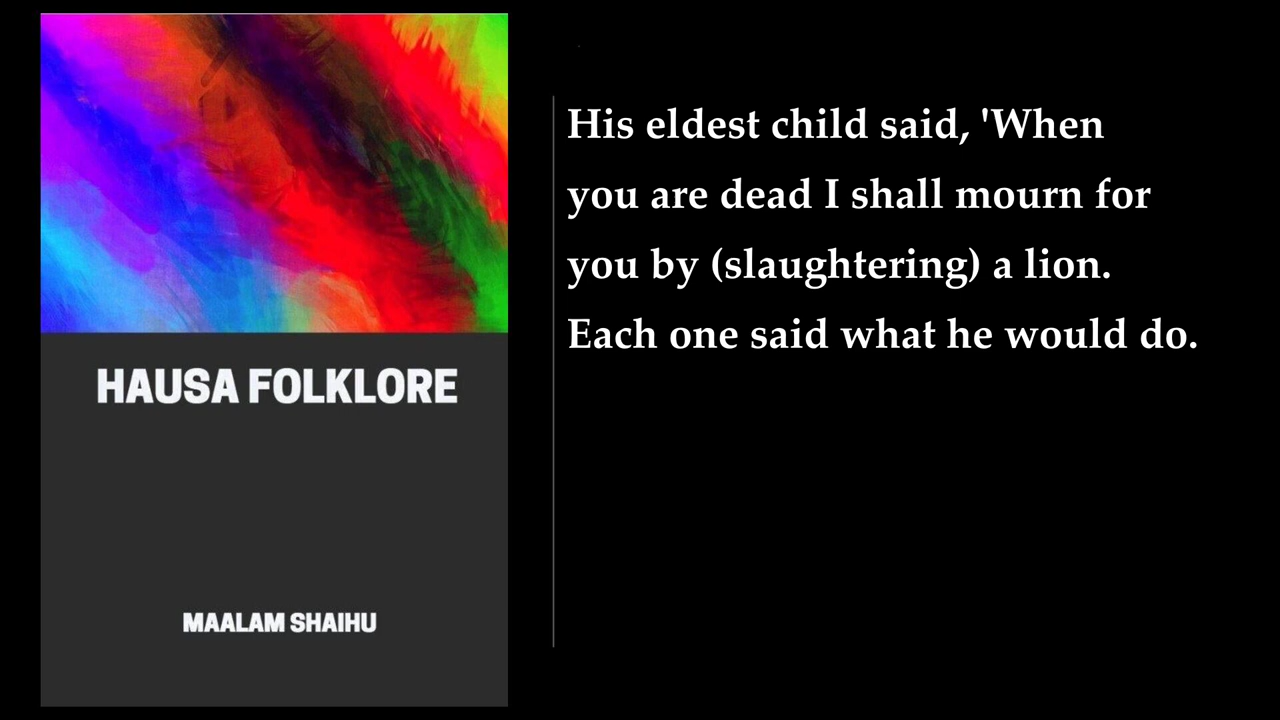 HAUSA FOLKLORE
MAALAM SHAIHU
His eldest child said, 'When
you are dead I shall mourn for
you by (slaughtering) a lion.
Each one said what he would do.